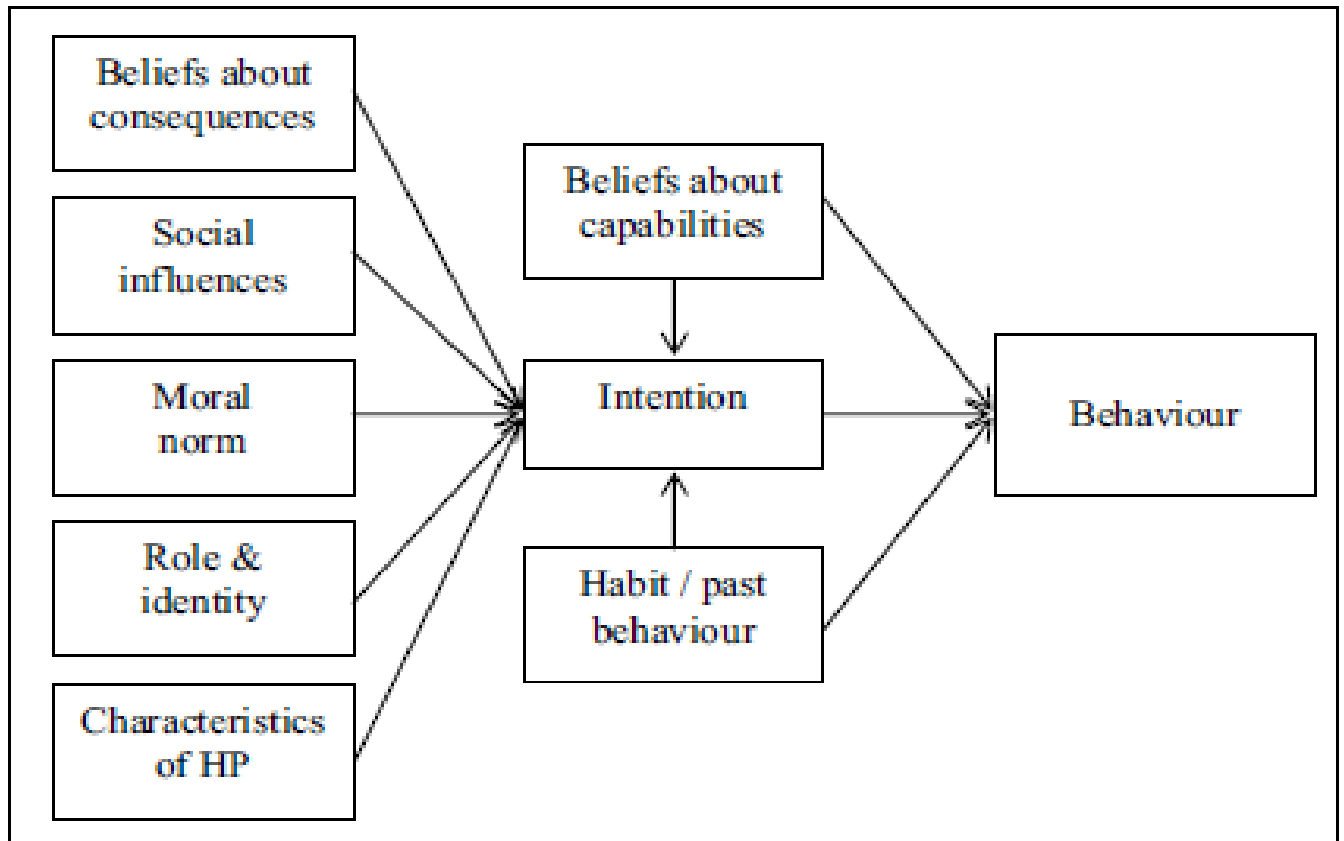 Beliefs about
consequences
Social
influences
Moral
norm
Role &
identity
Characteristics
of HP
Beliefs about
capabilities
Intention
Habit / past
behaviour
Behaviour